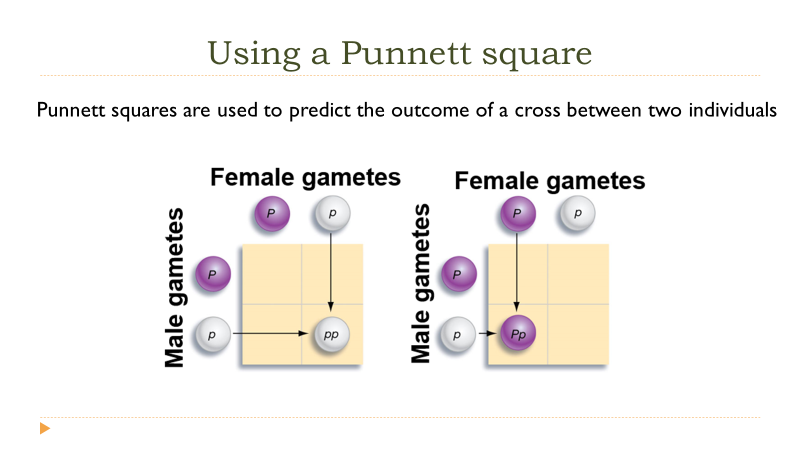 Using a Punnett square
Punnett squares are used to predict the outcome of a cross between two individuals
Female gametes
P p
Male gametes
P
p pp
Female gametes
P p
Male gametes
P
p Pp